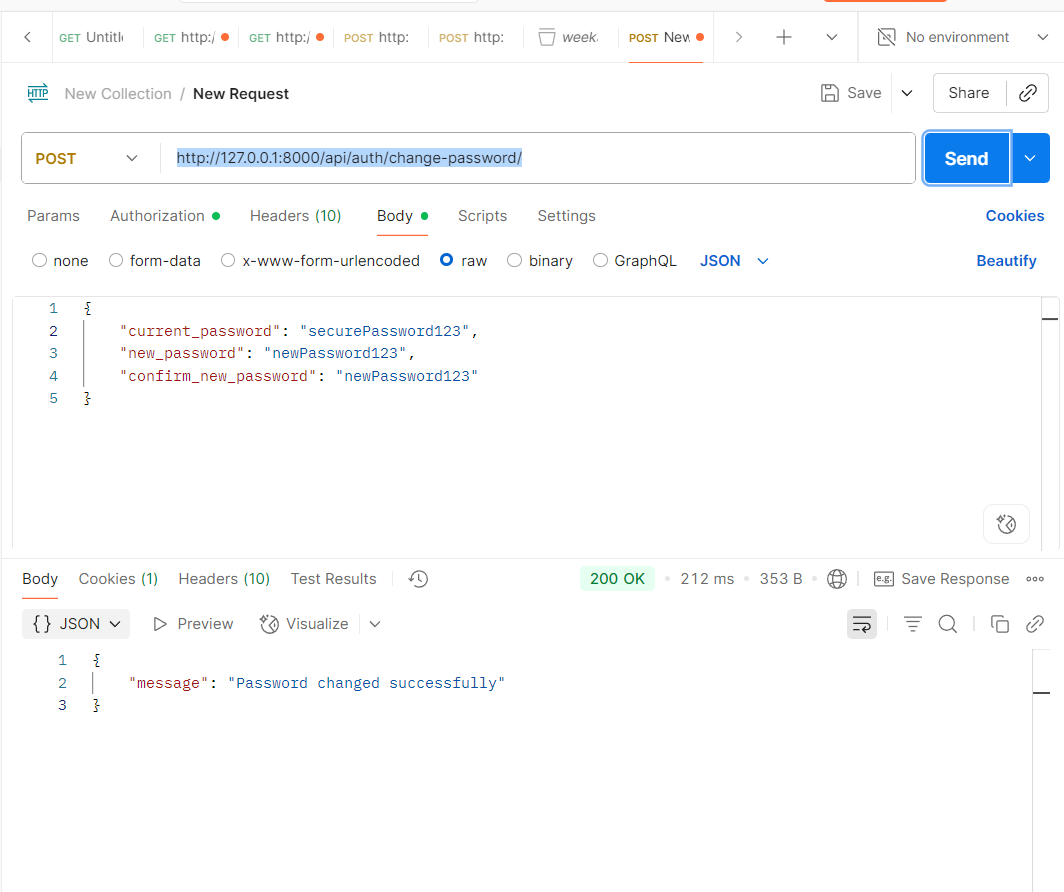 GET Untitl GET http:/ GET http:/ POST http: POST http: week. POST New No environment
HTTP New Collection / New Request Save Share
POST http://127.0.0.1:8000/api/auth/change-password/ Send
Params Authorization Headers (10) Body Scripts Settings Cookies
none form-data x-www-form-urlencoded raw binary GraphQL JSON Beautify
1 {
2 "current_password": "securePassword123",
3 "new_password": "newPassword123",
4 "confirm_new_password": "newPassword123"
5 }
Body Cookies (1) Headers (10) Test Results 200 OK 212 ms 353 B e.g. Save Response
{} JSON Preview Visualize
1 {
2 "message": "Password changed successfully"
3 }